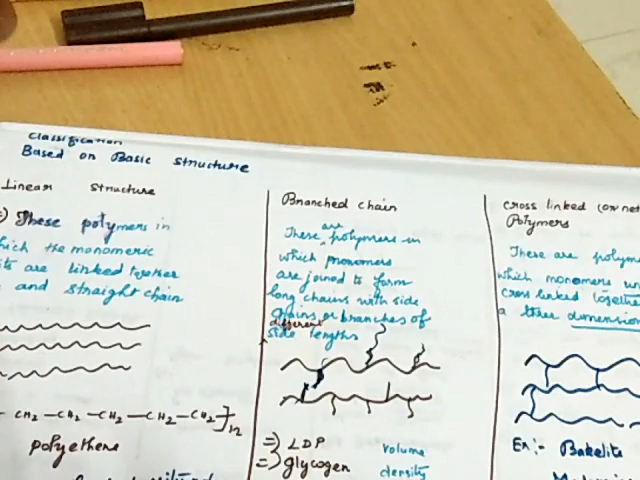 Classification
Based on Basic structure
Linear structure
These polymers in
which the monomeric
are linked together
and straight chain
CH2 - CH2 - CH2 - CH2 - CH2 ]n
polyethene
Branched chain
These are polymers in
which monomers
are joined to form
long chains with side
chains or branches of
different
side lengths
=) LDP
=) glycogen
volume
density
cross linked (or net
Polymers
These are polyme
which monomers un
cross linked togethe
a three dimension
Ex:- Bakelite